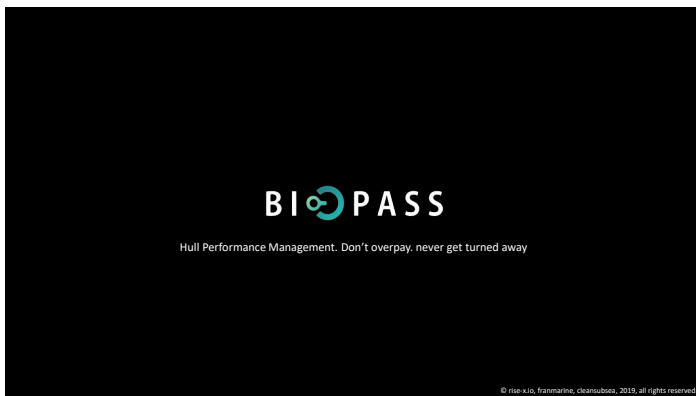 BIOPASS
Hull Performance Management. Don't overpay. never get turned away
© rise-x.io, franmarine, cleansubsea, 2019, all rights reserved